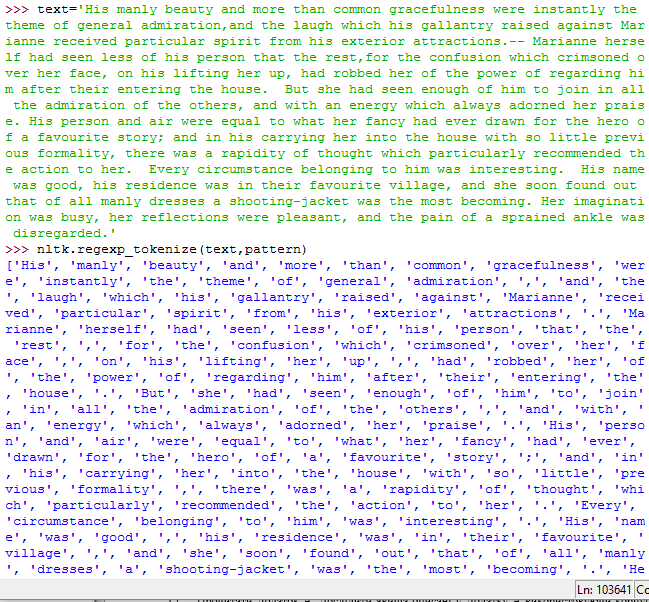 >>> text='His manly beauty and more than common gracefulness were instantly the
theme of general admiration,and the laugh which his gallantry raised against Mar
ianne received particular spirit from his exterior attractions.-- Marianne herse
lf had seen less of his person that the rest,for the confusion which crimsoned o
ver her face, on his lifting her up, had robbed her of the power of regarding hi
m after their entering the house.  But she had seen enough of him to join in all
 the admiration of the others, and with an energy which always adorned her prais
e. His person and air were equal to what her fancy had ever drawn for the hero o
f a favourite story; and in his carrying her into the house with so little previ
ous formality, there was a rapidity of thought which particularly recommended th
e action to her.  Every circumstance belonging to him was interesting.  His name
 was good, his residence was in their favourite village, and she soon found out
that of all manly dresses a shooting-jacket was the most becoming. Her imaginati
on was busy, her reflections were pleasant, and the pain of a sprained ankle was
 disregarded.'
>>> nltk.regexp_tokenize(text,pattern)
['His', 'manly', 'beauty', 'and', 'more', 'than', 'common', 'gracefulness', 'wer
e', 'instantly', 'the', 'theme', 'of', 'general', 'admiration', ',', 'and', 'the
', 'laugh', 'which', 'his', 'gallantry', 'raised', 'against', 'Marianne', 'recei
ved', 'particular', 'spirit', 'from', 'his', 'exterior', 'attractions', '.', 'Ma
rianne', 'herself', 'had', 'seen', 'less', 'of', 'his', 'person', 'that', 'the',
 'rest', ',', 'for', 'the', 'confusion', 'which', 'crimsoned', 'over', 'her', 'f
ace', ',', 'on', 'his', 'lifting', 'her', 'up', ',', 'had', 'robbed', 'her', 'of
', 'the', 'power', 'of', 'regarding', 'him', 'after', 'their', 'entering', 'the'
, 'house', '.', 'But', 'she', 'had', 'seen', 'enough', 'of', 'him', 'to', 'join'
, 'in', 'all', 'the', 'admiration', 'of', 'the', 'others', ',', 'and', 'with', '
an', 'energy', 'which', 'always', 'adorned', 'her', 'praise', '.', 'His', 'perso
n', 'and', 'air', 'were', 'equal', 'to', 'what', 'her', 'fancy', 'had', 'ever',
'drawn', 'for', 'the', 'hero', 'of', 'a', 'favourite', 'story', ';', 'and', 'in'
, 'his', 'carrying', 'her', 'into', 'the', 'house', 'with', 'so', 'little', 'pre
vious', 'formality', ',', 'there', 'was', 'a', 'rapidity', 'of', 'thought', 'whi
ch', 'particularly', 'recommended', 'the', 'action', 'to', 'her', '.', 'Every',
'circumstance', 'belonging', 'to', 'him', 'was', 'interesting', '.', 'His', 'nam
e', 'was', 'good', ',', 'his', 'residence', 'was', 'in', 'their', 'favourite', '
village', ',', 'and', 'she', 'soon', 'found', 'out', 'that', 'of', 'all', 'manly
', 'dresses', 'a', 'shooting-jacket', 'was', 'the', 'most', 'becoming', '.', 'He
Ln: 103641 Co